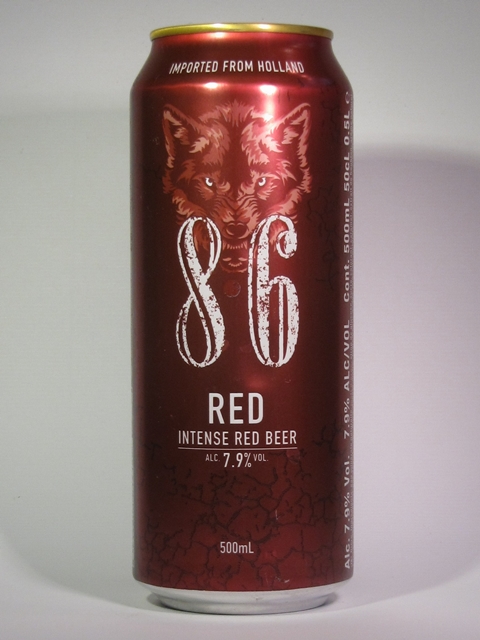 IMPORTED FROM HOLLAND
86
RED
INTENSE RED BEER
ALC. 7.9% VOL.
500mL
Alc. 7.9% Vol. 7.9% ALC/VOL Cont. 500mL 50cL 0.5L e